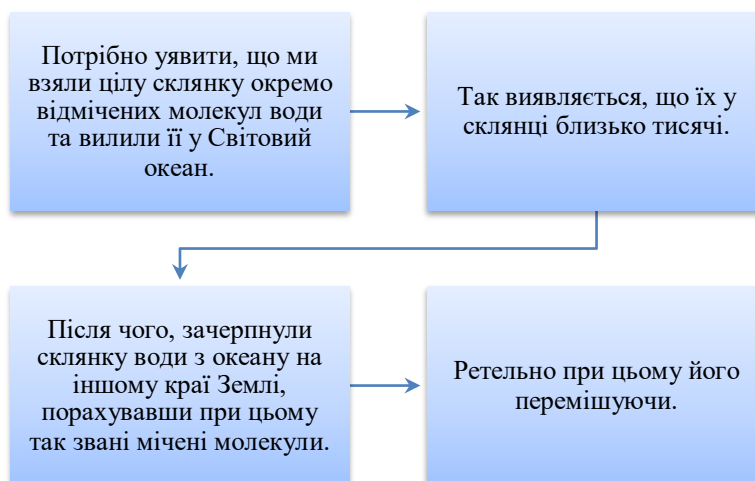 Потрібно уявити, що ми
взяли цілу склянку окремо
відмічених молекул води
та вилили її у Світовий
океан.
Так виявляється, що їх у
склянці близько тисячі.
Після чого, зачерпнули
склянку води з океану на
іншому краї Землі,
порахувавши при цьому
так звані мічені молекули.
Ретельно при цьому його
перемішуючи.